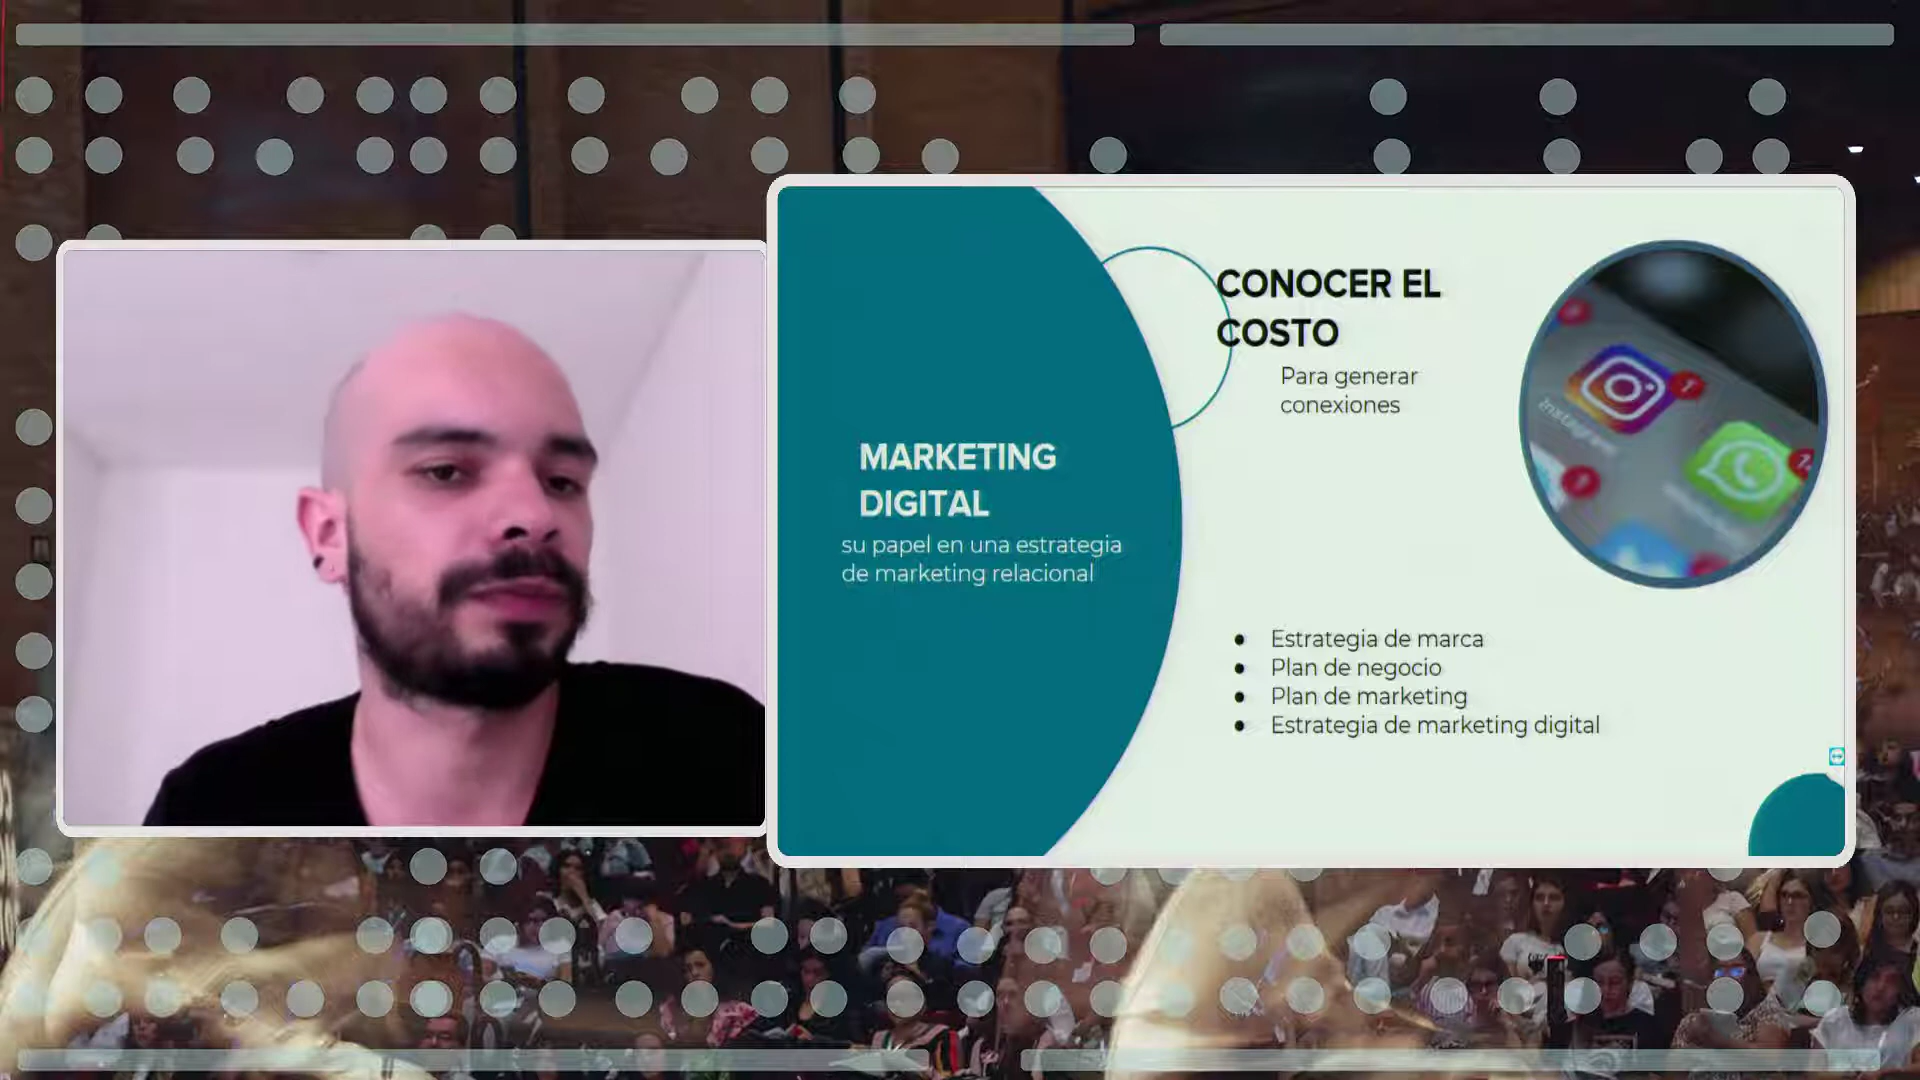 MARKETING
DIGITAL
su papel en una estrategia
de marketing relacional
CONOCER EL
COSTO
Para generar
conexiones
Instagram
● Estrategia de marca
● Plan de negocio
● Plan de marketing
● Estrategia de marketing digital